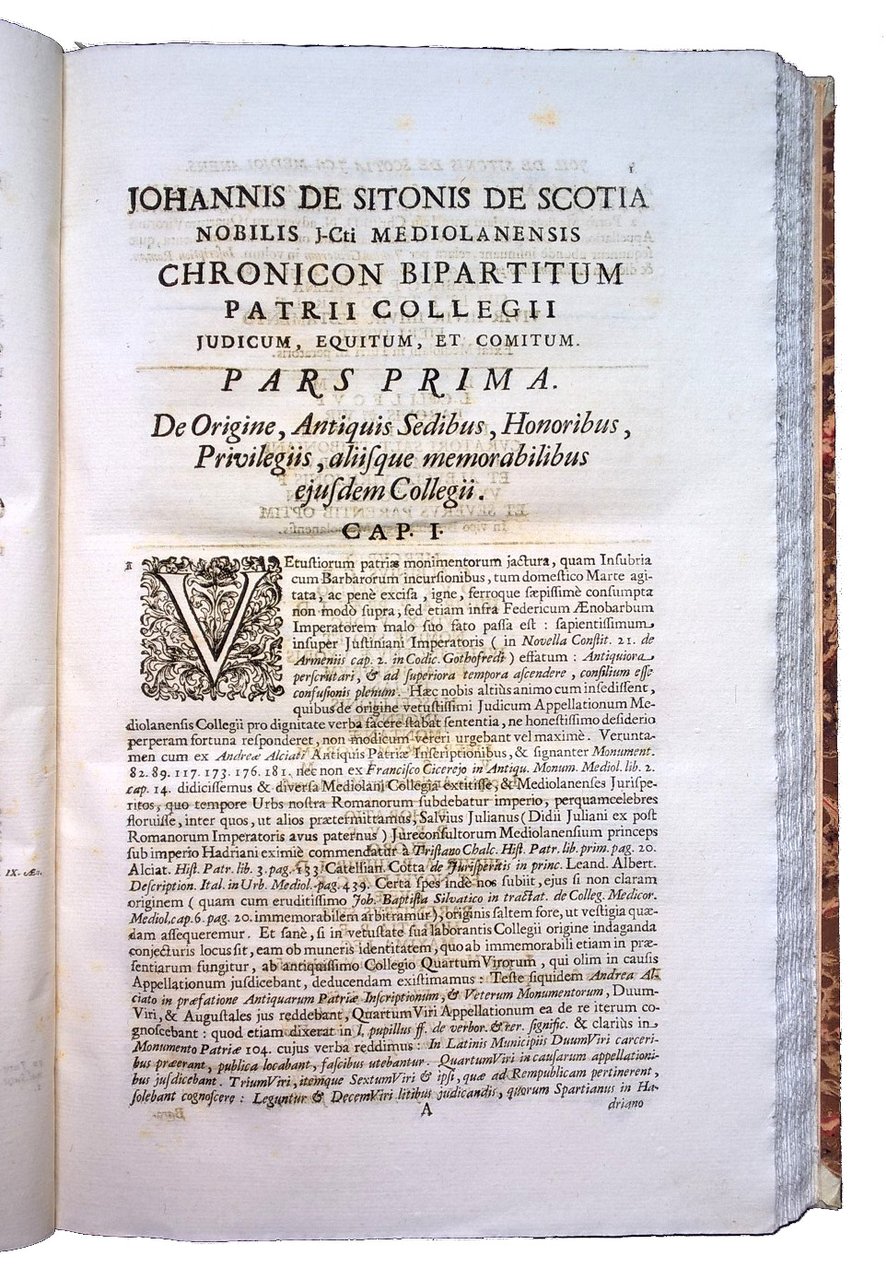 JOHANNIS DE SITONIS DE SCOTIA
NOBILIS J-Cti MEDIOLANENSIS
CHRONICON BIPARTITUM
PATRII COLLEGII
JUDICUM, EQUITUM, ET COMITUM.
PARS PRIMA.
De Origine, Antiquis Sedibus, Honoribus,
Privilegiis, aliiſque memorabilibus
ejuſdem Collegii.
CAP. I.
1 VEtuſtiorum patriæ monimentorum jactura, quam Inſubria
cum Barbarorum incurſionibus, tum domeſtico Marte agi-
tata, ac penè exciſa, igne, ferroque ſæpiſſimè conſumpta
non modò ſupra, ſed etiam infra Federicum Ænobarbum
Imperatorem malo ſuo fato paſſa eſt: ſapientiſſimum
inſuper Juſtiniani Imperatoris (in Novella Conſtit. 21. de
Armeniis cap. 2. in Codic. Gothofredi) effatum: Antiquiora
perſcrutari, & ad ſuperiora tempora aſcendere, conſilium eſſe
confuſionis plenum. Hæc nobis altiùs animo cum inſediſſent,
quibus de origine vetuſtiſſimi Judicum Appellationum Me-
diolanenſis Collegii pro dignitate verba facere ſtabat ſententia, ne honeſtiſſimo deſiderio
perperam fortuna reſponderet, non modicum vereri urgebant vel maximè. Verunta-
men cum ex Andreæ Alciati Antiquis Patriæ Inſcriptionibus, & ſignanter Monument.
82. 89. 117. 173. 176. 181. nec non ex Franciſco Cicerejo in Antiqu. Monum. Mediol. lib. 2.
cap. 14. didiciſſemus & diverſa Mediolani Collegia extitiſſe, & Mediolanenſes Juriſpe-
ritos, quo tempore Urbs noſtra Romanorum ſubdebatur imperio, perquamcelebres
floruiſſe, inter quos, ut alios prætermittamus, Salvius Julianus (Didii Juliani ex poſt
Romanorum Imperatoris avus paternus) Jureconſultorum Mediolanenſium princeps
ſub imperio Hadriani eximiè commendatur à Triſtano Chalc. Hiſt. Patr. lib. prim. pag. 20.
Alciat. Hiſt. Patr. lib. 3. pag. 133. Catellian. Cotta de Juriſperitis in princ. Leand. Albert.
Deſcription. Ital. in Urb. Mediol. pag. 439. Certa ſpes inde nos ſubiit, ejus ſi non claram
originem (quam cum eruditiſſimo Joh. Baptiſta Silvatico in tractat. de Colleg. Medicor.
Mediol. cap. 6. pag. 20. immemorabilem arbitramur), originis ſaltem fore, ut veſtigia quæ-
dam aſſequeremur. Et ſanè, ſi in vetuſtate ſua laborantis Collegii origine indaganda
conjecturis locus ſit, eam ob muneris identitatem, quo ab immemorabili etiam in præ-
ſentiarum fungitur, ab antiquiſſimo Collegio QuartumVirorum, qui olim in cauſis
Appellationum juſdicebant, deducendam exiſtimamus: Teſte ſiquidem Andrea Al-
ciato in præfatione Antiquarum Patriæ Inſcriptionum, & Veterum Monumentorum, Duum-
Viri, & Auguſtales jus reddebant, QuartumViri Appellationum ea de re iterum co-
gnoſcebant: quod etiam dixerat in l. pupillus ff. de verbor. & rer. ſignific. & clariùs in
Monumento Patriæ 104. cujus verba reddimus: In Latinis Municipiis DuumViri carceri-
bus præerant, publica locabant, faſcibus utebantur. QuartumViri in cauſarum appellationi-
bus juſdicebant. TriumViri, itemque SextumViri & ipſi, quæ ad Rempublicam pertinerent,
ſolebant cognoſcere: Leguntur & DecemViri litibus judicandis, quorum Spartianus in Ha-
A
driano
IX. Æn.